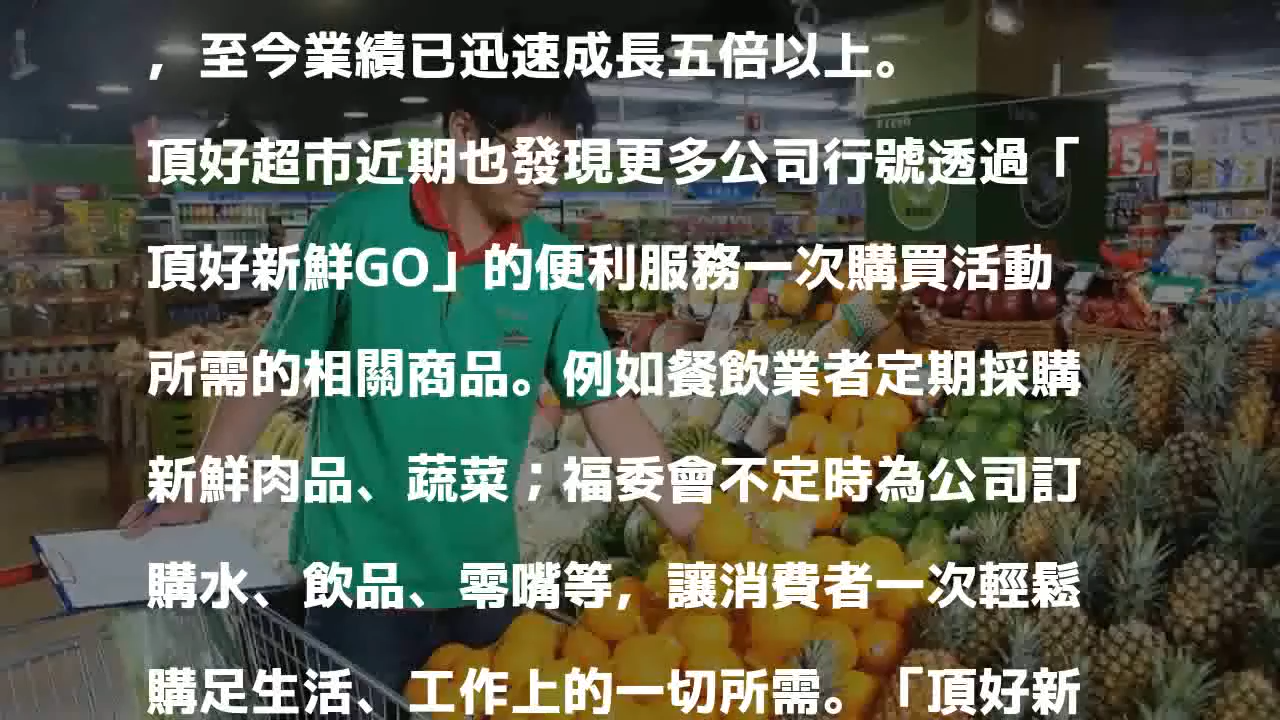 ，至今業績已迅速成長五倍以上。
頂好超市近期也發現更多公司行號透過「
頂好新鮮GO」的便利服務一次購買活動
所需的相關商品。例如餐飲業者定期採購
新鮮肉品、蔬菜；福委會不定時為公司訂
購水、飲品、零嘴等，讓消費者一次輕鬆
購足生活、工作上的一切所需。「頂好新
5.